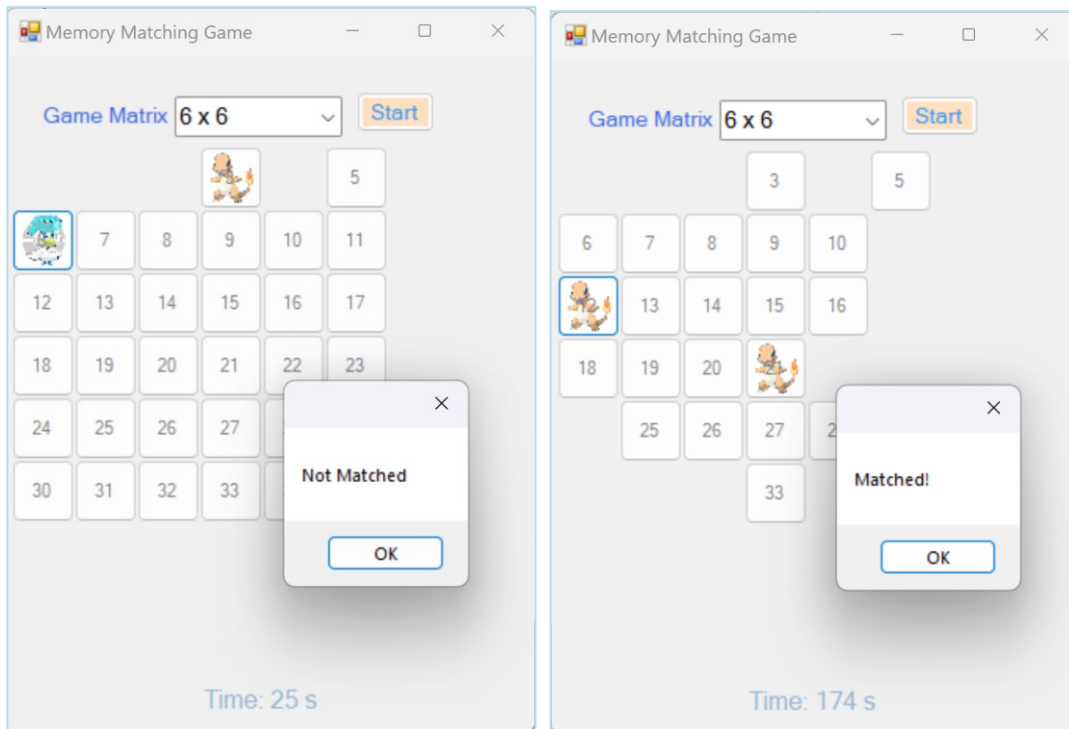 Memory Matching Game
Game Matrix 6 x 6 Start
5
7 8 9 10 11
12 13 14 15 16 17
18 19 20 21 22 23
24 25 26 27
30 31 32 33
Not Matched
OK
Time: 25 s
Memory Matching Game
Game Matrix 6 x 6 Start
3 5
6 7 8 9 10
13 14 15 16
18 19 20
25 26 27
33
Matched!
OK
Time: 174 s